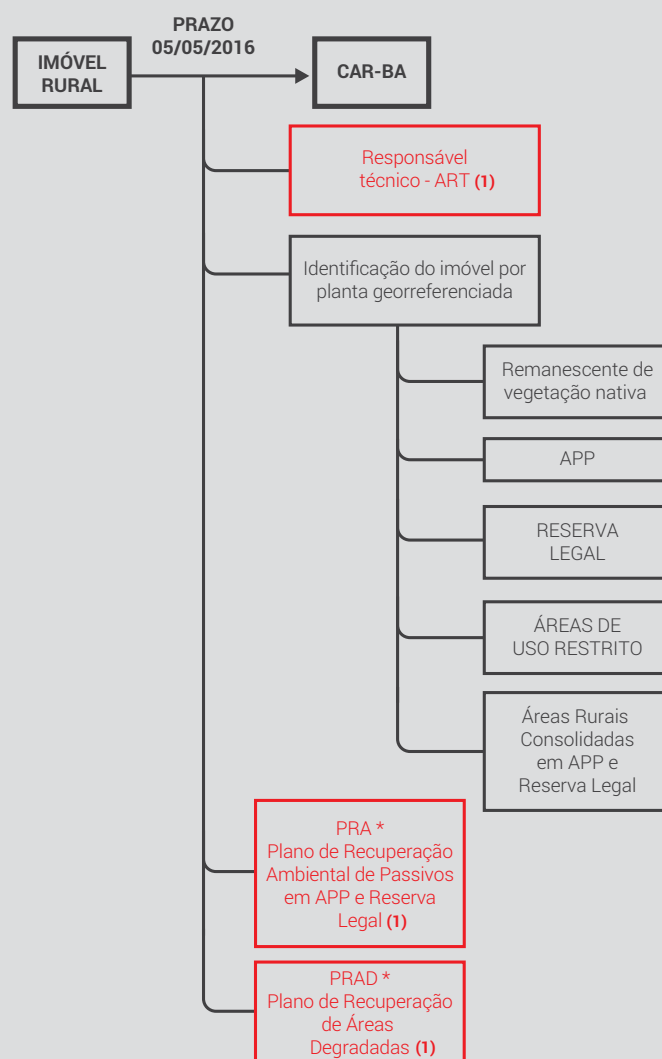 PRAZO
05/05/2016
IMÓVEL
RURAL
CAR-BA
Responsável
técnico - ART (1)
Identificação do imóvel por
planta georreferenciada
Remanescente de
vegetação nativa
APP
RESERVA
LEGAL
ÁREAS DE
USO RESTRITO
Áreas Rurais
Consolidadas
em APP e
Reserva Legal
PRA *
Plano de Recuperação
Ambiental de Passivos
em APP e Reserva
Legal (1)
PRAD *
Plano de Recuperação
de Áreas
Degradadas (1)